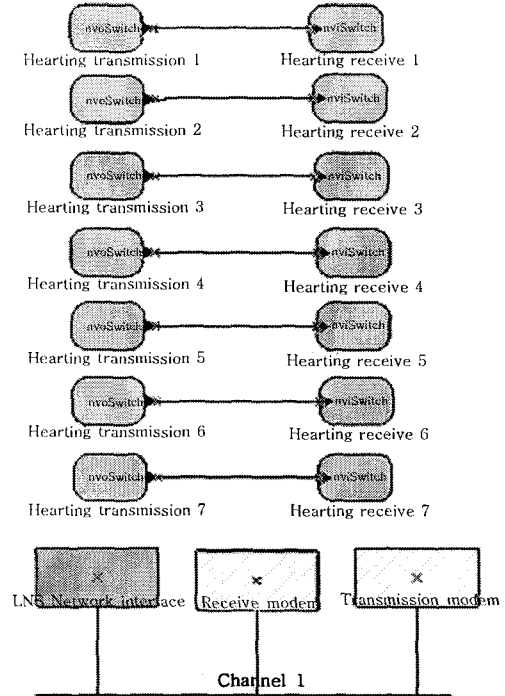 nvoSwitch nviSwitch
Hearting transmission 1 Hearting receive 1
nvoSwitch nviSwitch
Hearting transmission 2 Hearting receive 2
nvoSwitch nviSwitch
Hearting transmission 3 Hearting receive 3
nvoSwitch nviSwitch
Hearting transmission 4 Hearting receive 4
nvoSwitch nviSwitch
Hearting transmission 5 Hearting receive 5
nvoSwitch nviSwitch
Hearting transmission 6 Hearting receive 6
nvoSwitch nviSwitch
Hearting transmission 7 Hearting receive 7
LNS Network interface Receive modem Transmission modem
Channel 1